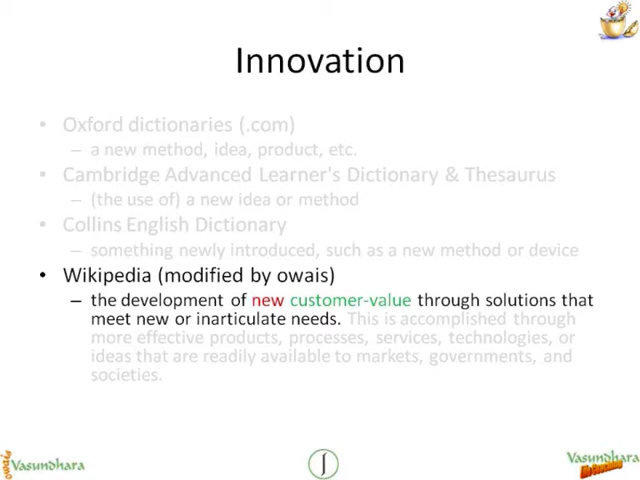 Innovation
• Oxford dictionaries (.com)
– a new method, idea, product, etc.
• Cambridge Advanced Learner's Dictionary & Thesaurus
– (the use of) a new idea or method
• Collins English Dictionary
– something newly introduced, such as a new method or device
• Wikipedia (modified by owais)
– the development of new customer-value through solutions that
meet new or inarticulate needs. This is accomplished through
more effective products, processes, services, technologies, or
ideas that are readily available to markets, governments, and
societies.
owais Vasundhara
Vasundhara